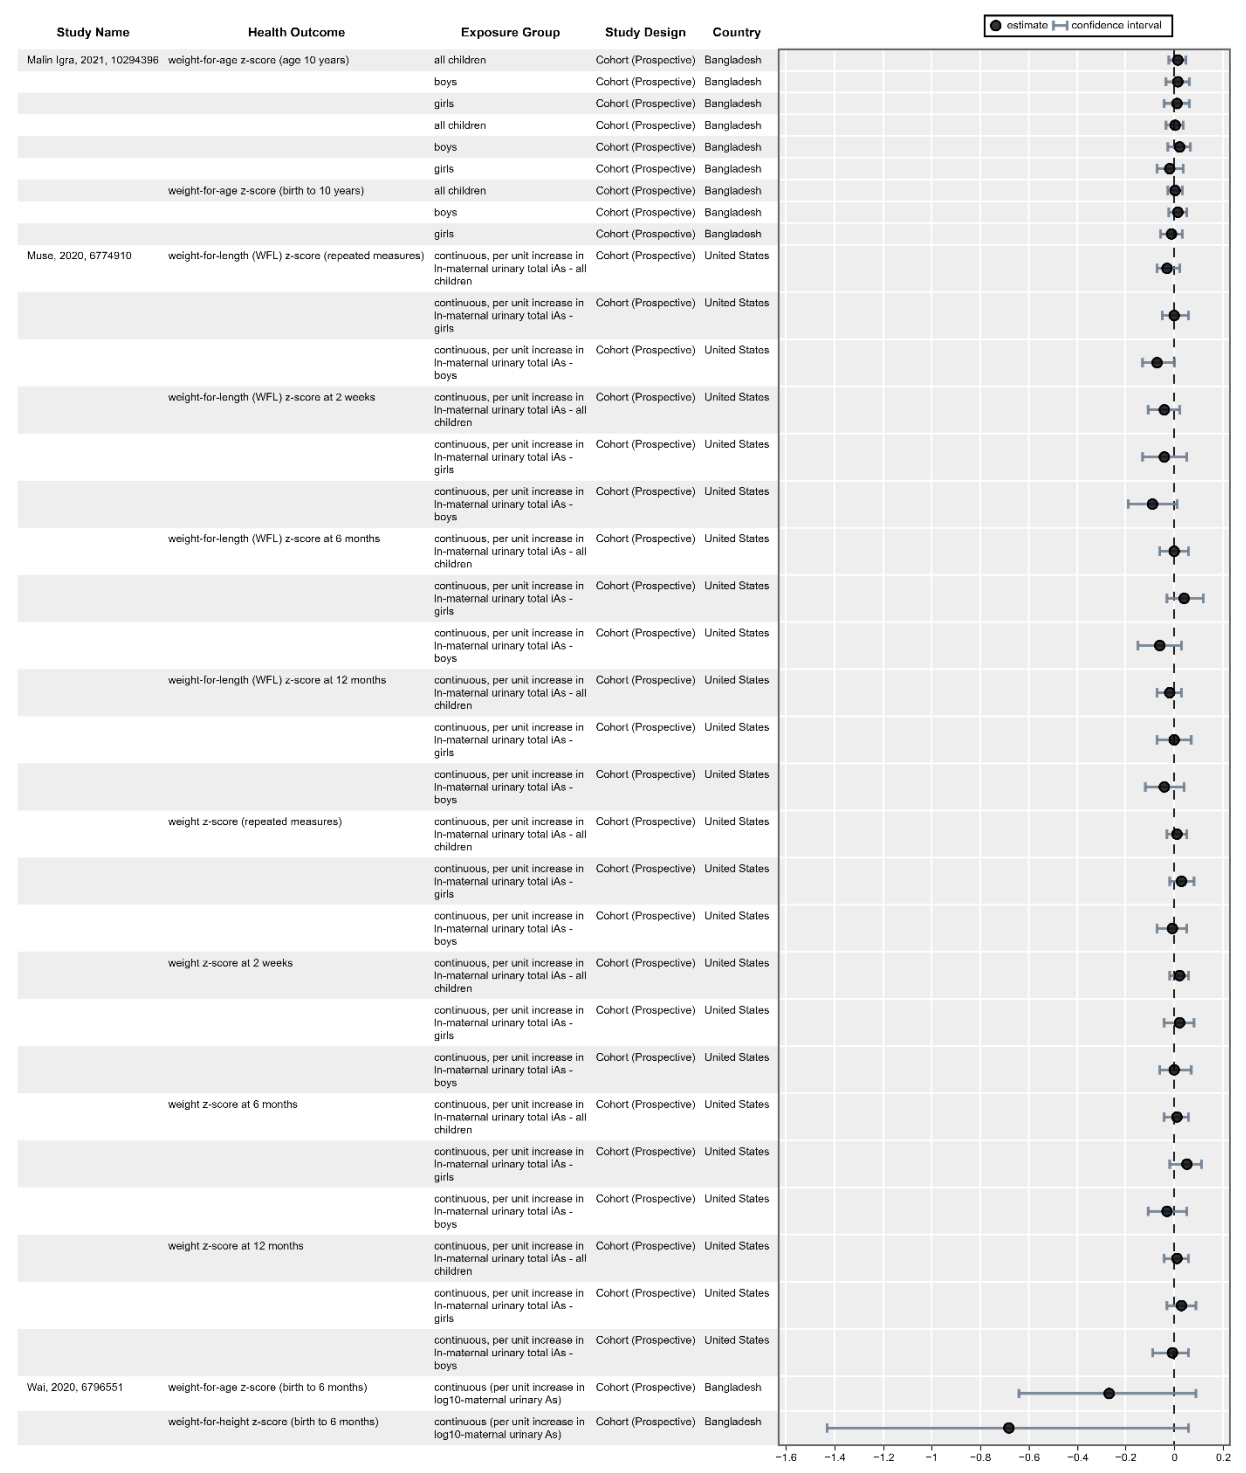 estimate confidence interval
Study Name Health Outcome Exposure Group Study Design Country
Malin Igra, 2021, 10294396 weight-for-age z-score (age 10 years) all children Cohort (Prospective) Bangladesh
boys Cohort (Prospective) Bangladesh
girls Cohort (Prospective) Bangladesh
all children Cohort (Prospective) Bangladesh
boys Cohort (Prospective) Bangladesh
girls Cohort (Prospective) Bangladesh
weight-for-age z-score (birth to 10 years) all children Cohort (Prospective) Bangladesh
boys Cohort (Prospective) Bangladesh
girls Cohort (Prospective) Bangladesh
Muse, 2020, 6774910 weight-for-length (WFL) z-score (repeated measures) continuous, per unit increase in Cohort (Prospective) United States
ln-maternal urinary total iAs - all
children
continuous, per unit increase in Cohort (Prospective) United States
ln-maternal urinary total iAs -
girls
continuous, per unit increase in Cohort (Prospective) United States
ln-maternal urinary total iAs -
boys
weight-for-length (WFL) z-score at 2 weeks continuous, per unit increase in Cohort (Prospective) United States
ln-maternal urinary total iAs - all
children
continuous, per unit increase in Cohort (Prospective) United States
ln-maternal urinary total iAs -
girls
continuous, per unit increase in Cohort (Prospective) United States
ln-maternal urinary total iAs -
boys
weight-for-length (WFL) z-score at 6 months continuous, per unit increase in Cohort (Prospective) United States
ln-maternal urinary total iAs - all
children
continuous, per unit increase in Cohort (Prospective) United States
ln-maternal urinary total iAs -
girls
continuous, per unit increase in Cohort (Prospective) United States
ln-maternal urinary total iAs -
boys
weight-for-length (WFL) z-score at 12 months continuous, per unit increase in Cohort (Prospective) United States
ln-maternal urinary total iAs - all
children
continuous, per unit increase in Cohort (Prospective) United States
ln-maternal urinary total iAs -
girls
continuous, per unit increase in Cohort (Prospective) United States
ln-maternal urinary total iAs -
boys
weight z-score (repeated measures) continuous, per unit increase in Cohort (Prospective) United States
ln-maternal urinary total iAs - all
children
continuous, per unit increase in Cohort (Prospective) United States
ln-maternal urinary total iAs -
girls
continuous, per unit increase in Cohort (Prospective) United States
ln-maternal urinary total iAs -
boys
weight z-score at 2 weeks continuous, per unit increase in Cohort (Prospective) United States
ln-maternal urinary total iAs - all
children
continuous, per unit increase in Cohort (Prospective) United States
ln-maternal urinary total iAs -
girls
continuous, per unit increase in Cohort (Prospective) United States
ln-maternal urinary total iAs -
boys
weight z-score at 6 months continuous, per unit increase in Cohort (Prospective) United States
ln-maternal urinary total iAs - all
children
continuous, per unit increase in Cohort (Prospective) United States
ln-maternal urinary total iAs -
girls
continuous, per unit increase in Cohort (Prospective) United States
ln-maternal urinary total iAs -
boys
weight z-score at 12 months continuous, per unit increase in Cohort (Prospective) United States
ln-maternal urinary total iAs - all
children
continuous, per unit increase in Cohort (Prospective) United States
ln-maternal urinary total iAs -
girls
continuous, per unit increase in Cohort (Prospective) United States
ln-maternal urinary total iAs -
boys
Wai, 2020, 6796551 weight-for-age z-score (birth to 6 months) continuous (per unit increase in Cohort (Prospective) Bangladesh
log10-maternal urinary As)
weight-for-height z-score (birth to 6 months) continuous (per unit increase in Cohort (Prospective) Bangladesh
log10-maternal urinary As)
−1.6 −1.4 −1.2 −1 −0.8 −0.6 −0.4 −0.2 0 0.2